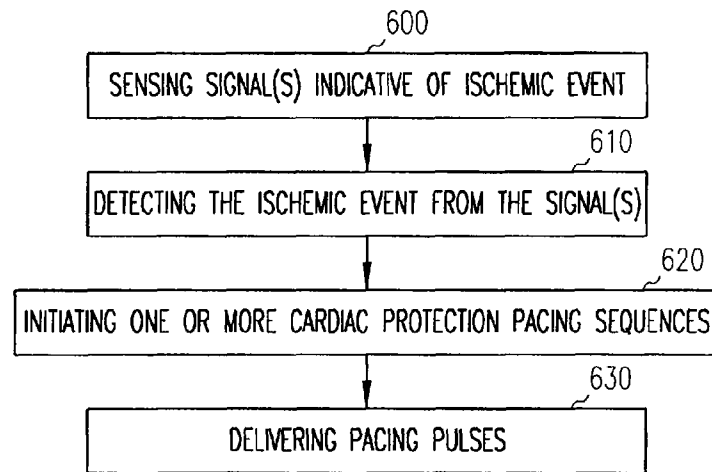 600
SENSING SIGNAL(S) INDICATIVE OF ISCHEMIC EVENT
610
DETECTING THE ISCHEMIC EVENT FROM THE SIGNAL(S)
620
INITIATING ONE OR MORE CARDIAC PROTECTION PACING SEQUENCES
630
DELIVERING PACING PULSES